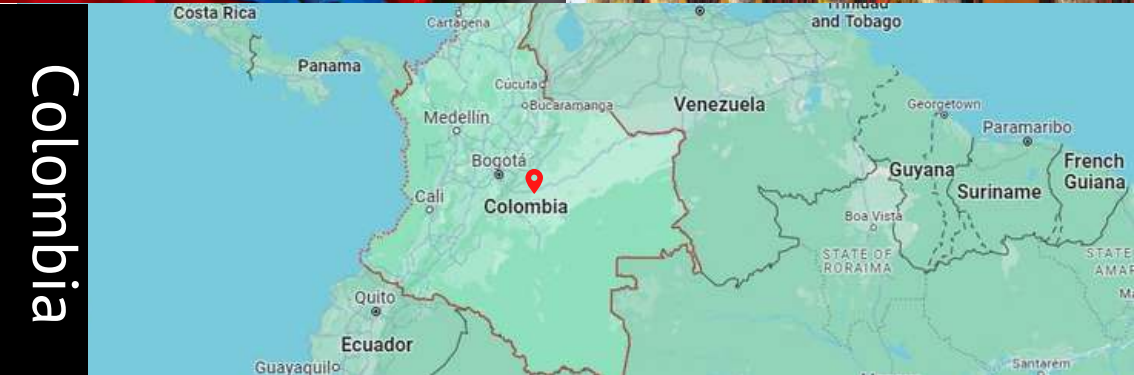 Colombia
Costa Rica
Trinidad
and Tobago
Cartagena
Panama
Cúcuta
Bucaramanga
Venezuela
Georgetown
Medellín
Paramaribo
Bogotá
French
Guiana
Guyana
Suriname
Cali
Colombia
Boa Vista
STATE OF
RORAIMA
STATE
AMAP
Quito
Ecuador
Guayaquil
Santarém